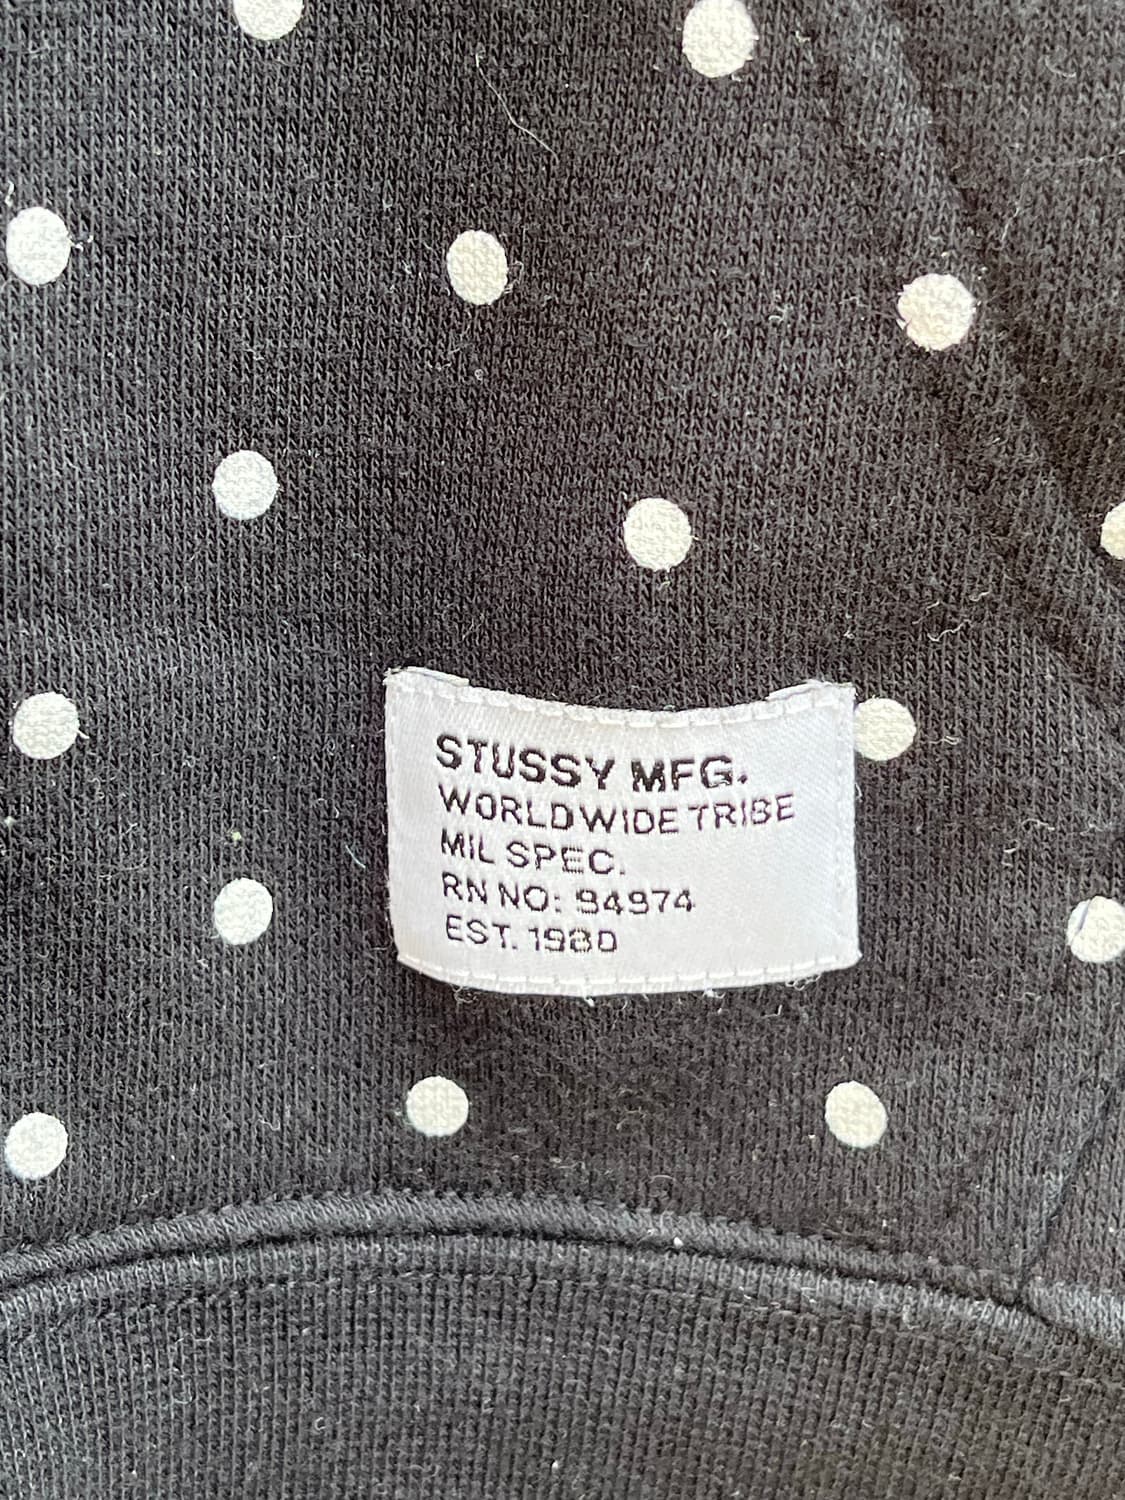 STUSSY MFG.
WORLDWIDE TRIBE
MIL SPEC.
RN NO: 94974
EST. 1980